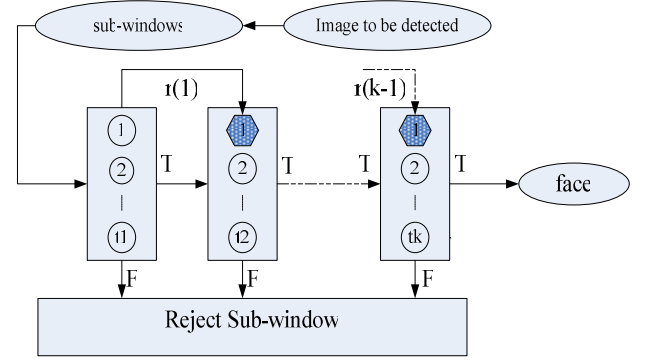 sub-windows
Image to be detected
r(1)
r(k-1)
1
2
t1
T
1
2
t2
T
T
1
2
tk
T
face
F
F
F
Reject Sub-window